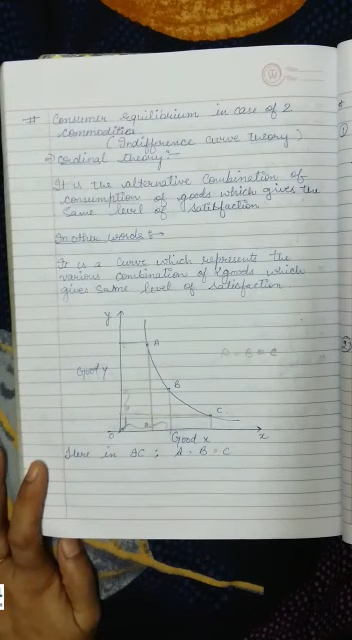 # Consumer equilibrium in case of 2
commodities
(Indifference Curve Theory)
⇒ Cordinal theory:-
It is the alternative combination of
consumption of goods which gives the
same level of satisfaction
In other words:→
It is a curve which represents the
various combination of goods which
gives same level of satisfaction
y
A
A = B = C
Good y
B
C
0
Good x
x
Here in IC ; A = B = C